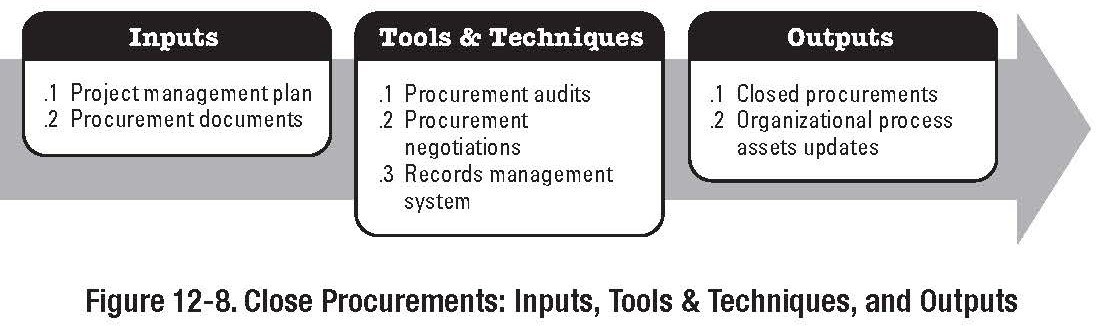 Inputs
.1 Project management plan
.2 Procurement documents
Tools & Techniques
.1 Procurement audits
.2 Procurement
negotiations
.3 Records management
system
Outputs
.1 Closed procurements
.2 Organizational process
assets updates
Figure 12-8. Close Procurements: Inputs, Tools & Techniques, and Outputs